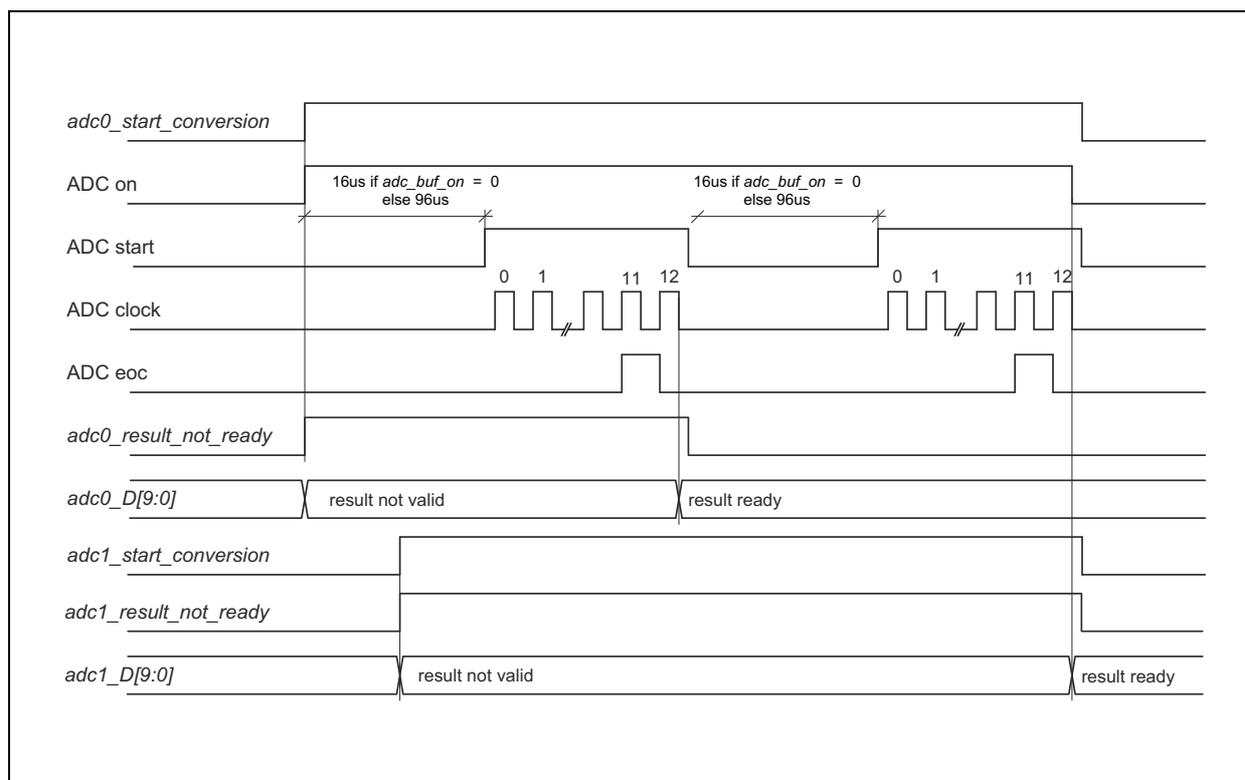 adc0_start_conversion
ADC on
16us if adc_buf_on = 0
else 96us
16us if adc_buf_on = 0
else 96us
ADC start
0 1 11 12 0 1 11 12
ADC clock
ADC eoc
adc0_result_not_ready
adc0_D[9:0] result not valid result ready
adc1_start_conversion
adc1_result_not_ready
adc1_D[9:0] result not valid result ready